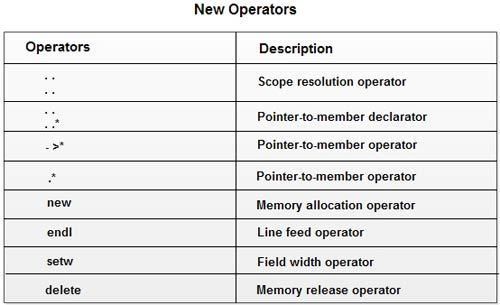 New Operators
Operators Description
: : Scope resolution operator
: :* Pointer-to-member declarator
- >* Pointer-to-member operator
.* Pointer-to-member operator
new Memory allocation operator
endl Line feed operator
setw Field width operator
delete Memory release operator